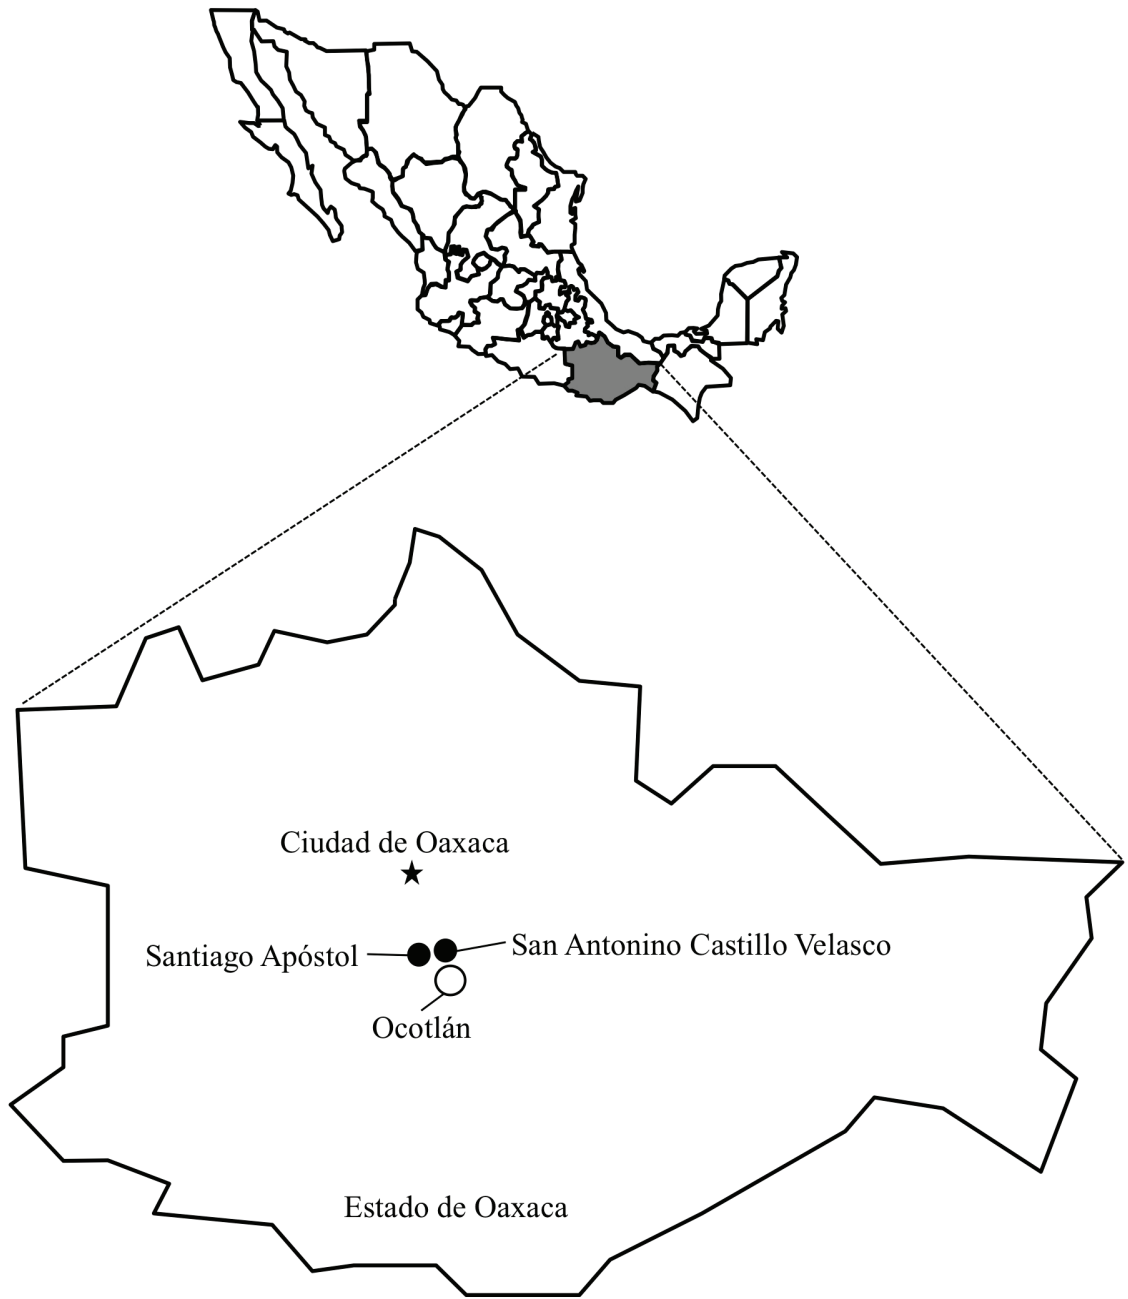 Ciudad de Oaxaca
Santiago Apóstol
San Antonino Castillo Velasco
Ocotlán
Estado de Oaxaca